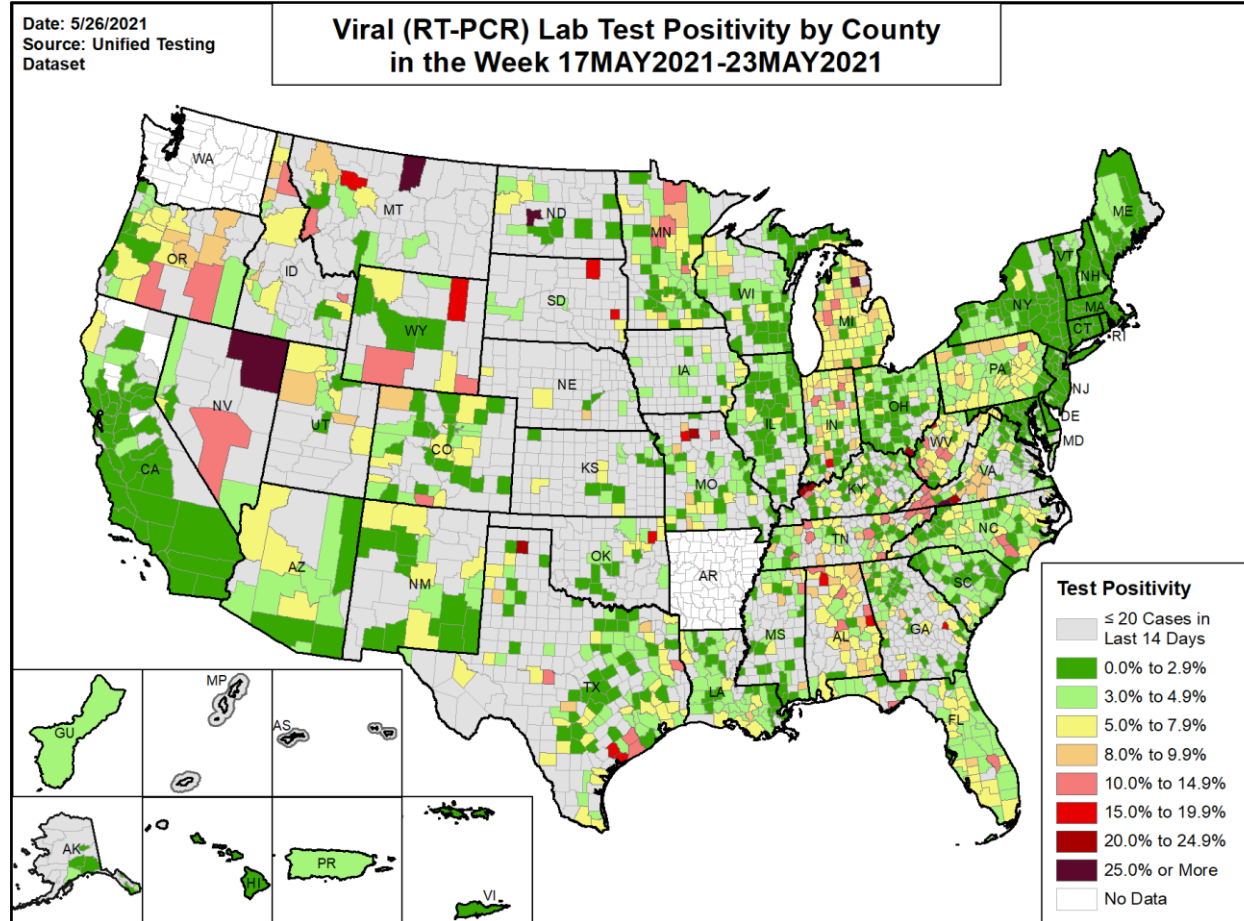 Date: 5/26/2021
Source: Unified Testing
Dataset
Viral (RT-PCR) Lab Test Positivity by County
in the Week 17MAY2021-23MAY2021
WA
MT
ND
MN
ME
OR
ID
SD
WI
VT
NH
NY
MA
CT
RI
WY
MI
IA
NE
PA
NJ
NV
UT
CO
IL
IN
OH
DE
MD
WV
VA
CA
KS
MO
KY
AZ
NM
OK
AR
TN
NC
SC
MS
AL
GA
TX
LA
FL
MP
GU
AS
AK
HI
PR
VI
Test Positivity
≤ 20 Cases in
Last 14 Days
0.0% to 2.9%
3.0% to 4.9%
5.0% to 7.9%
8.0% to 9.9%
10.0% to 14.9%
15.0% to 19.9%
20.0% to 24.9%
25.0% or More
No Data